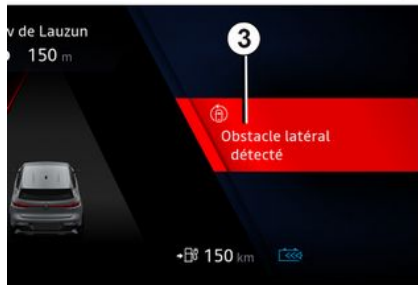 v de Lauzun
150 m
3
Obstacle latéral
détecté
150 km